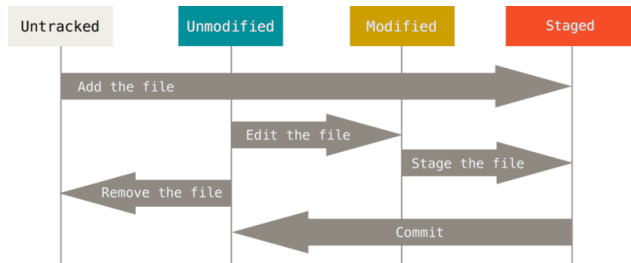 Untracked
Unmodified
Modified
Staged
Add the file
Edit the file
Stage the file
Remove the file
Commit